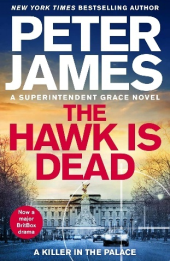 NEW YORK TIMES BESTSELLING AUTHOR
PETER
JAMES
A SUPERINTENDENT GRACE NOVEL
THE
HAWK IS
DEAD
Now a
major
BritBox
drama
A KILLER IN THE PALACE